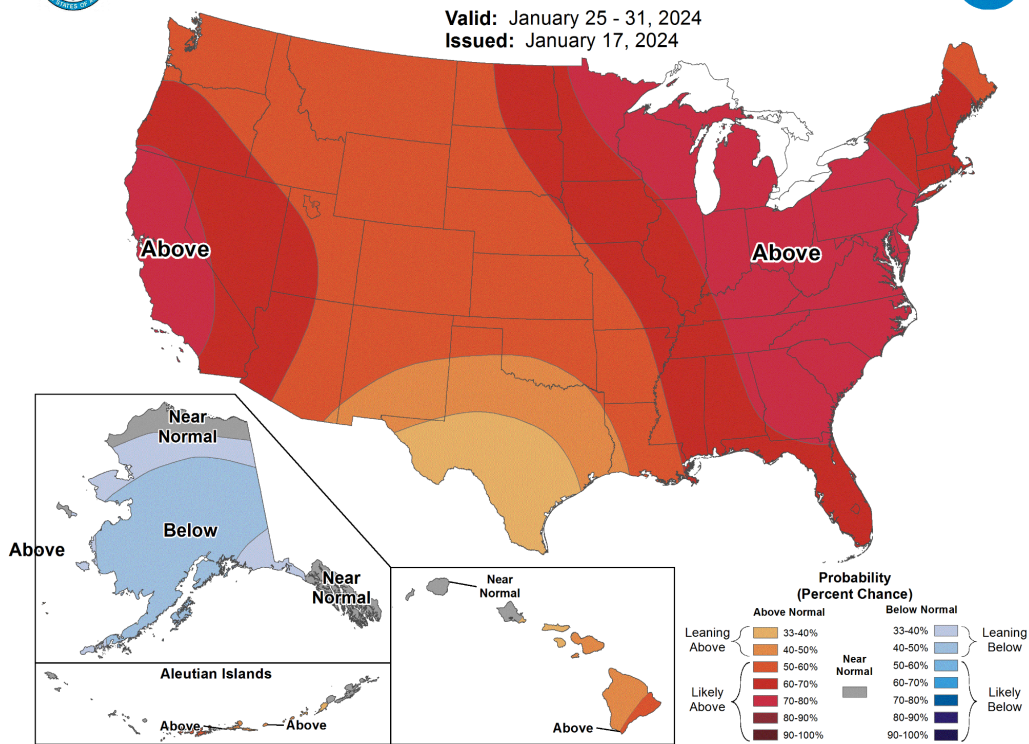 STATES OF A
Valid: January 25 - 31, 2024
Issued: January 17, 2024
Above
Above
Near
Normal
Below
Above
Near
Normal
Near
Normal
Aleutian Islands
Above
Above
Above
Probability
(Percent Chance)
Above Normal
Below Normal
Leaning
Above
33-40%
40-50%
Likely
Above
50-60%
60-70%
70-80%
80-90%
90-100%
Near
Normal
33-40%
40-50%
Leaning
Below
50-60%
60-70%
70-80%
80-90%
90-100%
Likely
Below